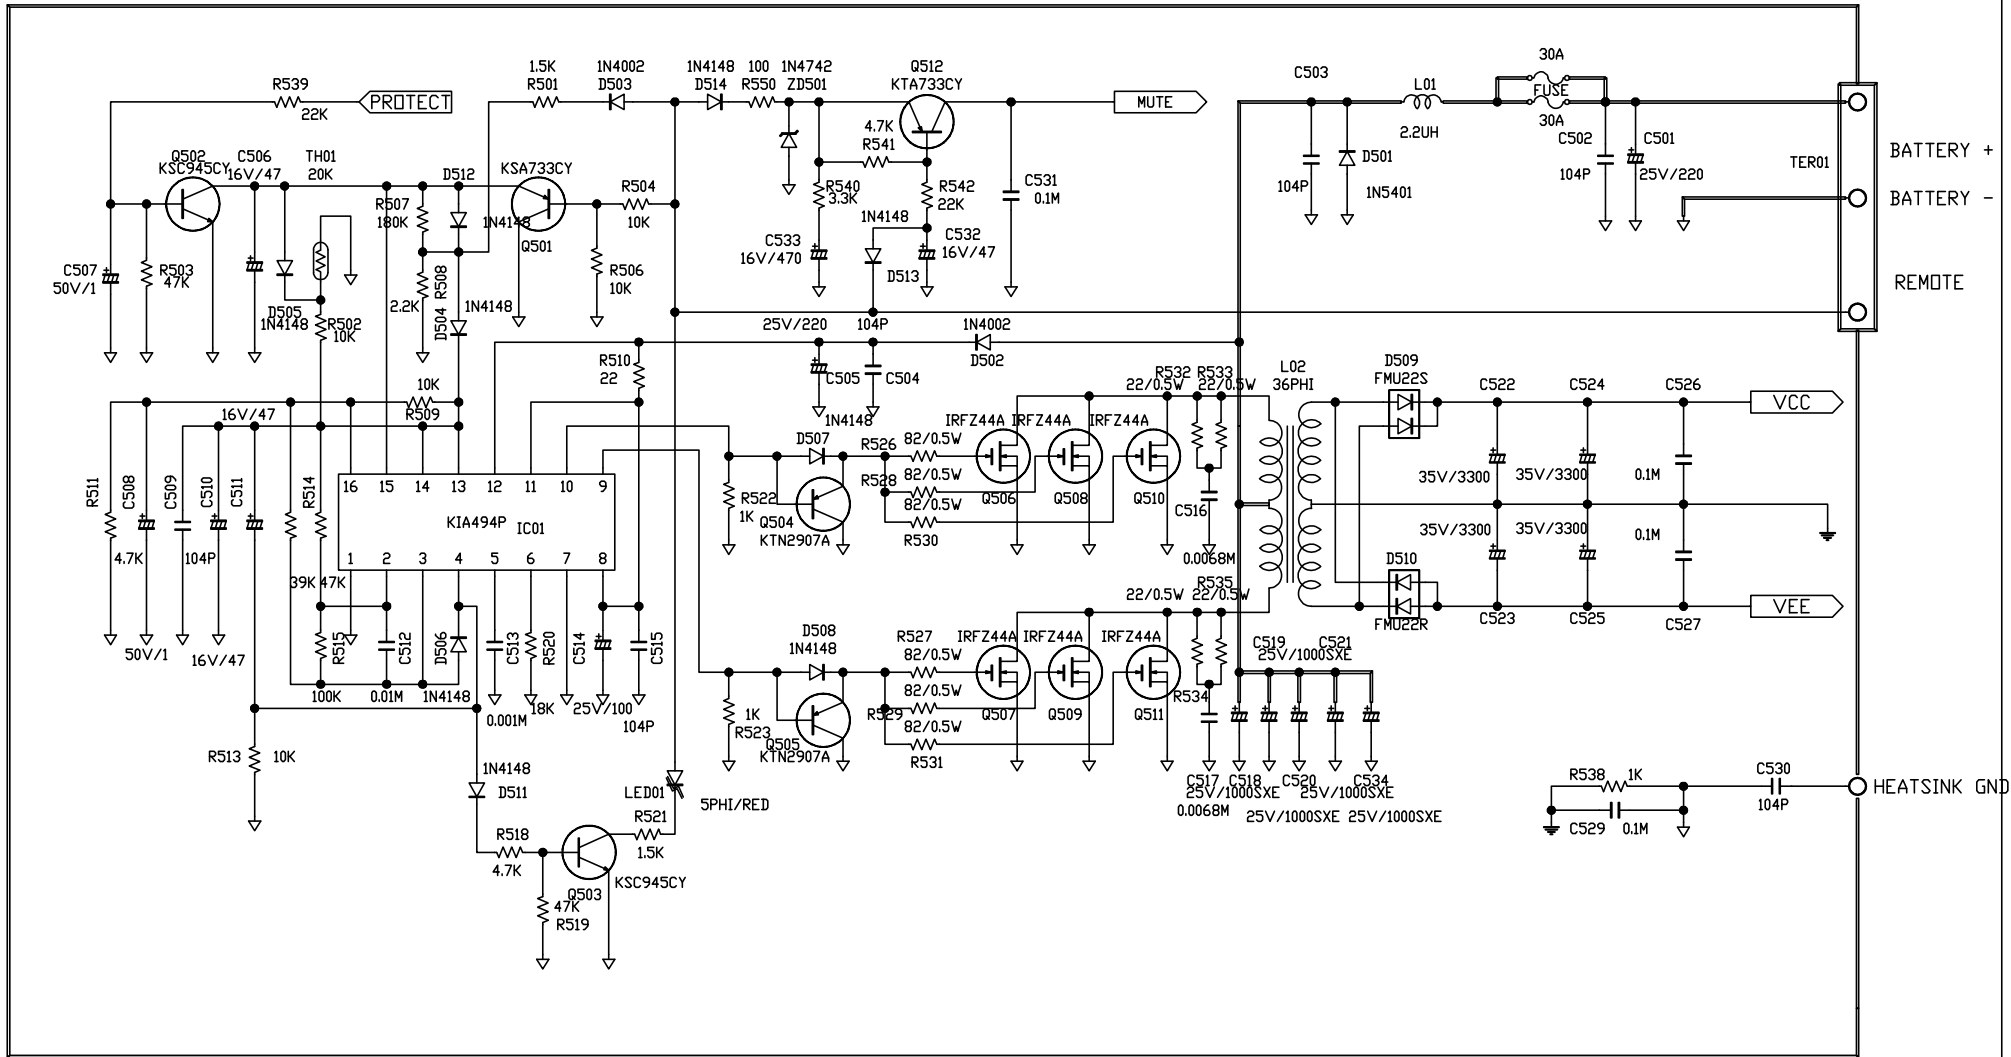 30A
FUSE
30A
C503
L01
2.2UH
C502
104P
C501
25V/220
104P
D501
1N5401
TER01
BATTERY +
BATTERY -
REMOTE
R539
22K
PROTECT
1.5K
R501
1N4002
D503
1N4148
D514
100
R550
1N4742
ZD501
Q512
KTA733CY
MUTE
4.7K
R541
Q502
KSC945CY
C506
16V/47
TH01
20K
D512
1N4148
KSA733CY
Q501
R504
10K
R507
180K
R540
3.3K
R542
22K
C531
0.1M
1N4148
D513
C533
16V/470
C532
16V/47
C507
50V/1
R503
47K
D505
1N4148
R502
10K
2.2K
R508
D504
1N4148
R506
10K
25V/220
104P
1N4002
D502
R510
22
C505
C504
10K
R509
16V/47
1N4148
D507
R526
82/0.5W
IRFZ44A
IRFZ44A
IRFZ44A
R532
R533
22/0.5W
22/0.5W
L02
36PHI
D509
FMU22S
C522
C524
C526
VCC
R511
C508
C509
C510
C511
R514
16
15
14
13
12
11
10
9
KIA494P
IC01
1
2
3
4
5
6
7
8
R522
1K
Q504
KTN2907A
R528
82/0.5W
82/0.5W
R530
Q506
Q508
Q510
C516
0.0068M
35V/3300
35V/3300
0.1M
35V/3300
35V/3300
0.1M
4.7K
104P
39K
47K
50V/1
16V/47
R515
C512
D506
C513
R520
C514
C515
100K
0.01M
1N4148
0.001M
18K
25V/100
104P
D510
FMU22R
C523
C525
C527
VEE
D508
1N4148
R527
82/0.5W
IRFZ44A
IRFZ44A
IRFZ44A
R535
22/0.5W
22/0.5W
C519
C521
25V/1000SXE
1K
R523
Q505
KTN2907A
R529
82/0.5W
82/0.5W
R531
Q507
Q509
Q511
R534
R513
10K
1N4148
D511
LED01
5PHI/RED
C517
C518
C520
C534
25V/1000SXE
25V/1000SXE
0.0068M
25V/1000SXE
25V/1000SXE
R538
1K
C530
104P
HEATSINK GND
C529
0.1M
R521
1.5K
R518
4.7K
Q503
KSC945CY
47K
R519